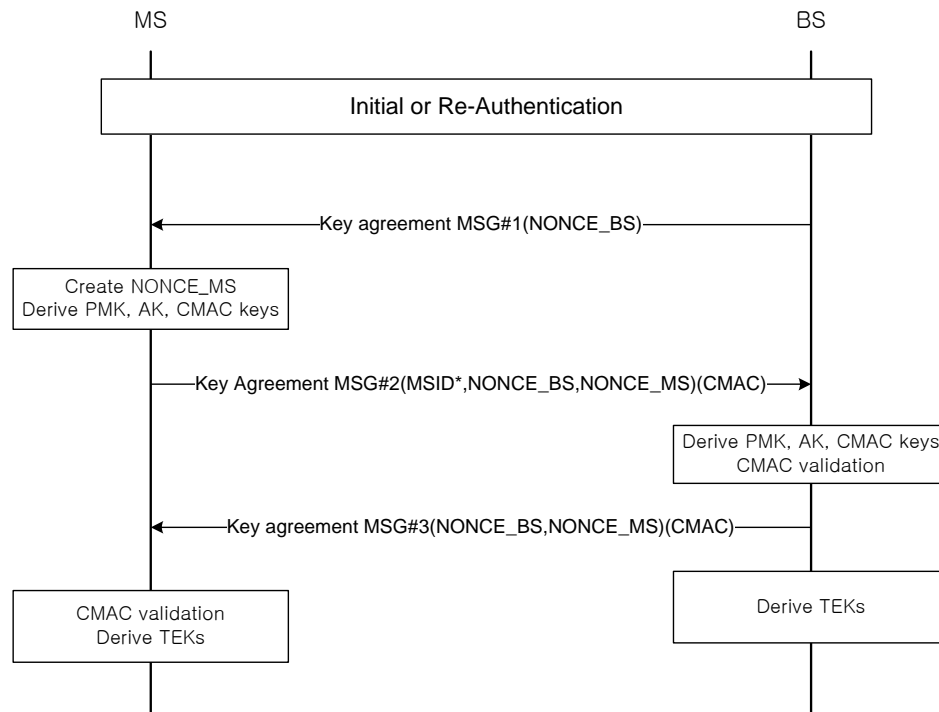 MS
BS
Initial or Re-Authentication
Key agreement MSG#1(NONCE_BS)
Create NONCE_MS
Derive PMK, AK, CMAC keys
Key Agreement MSG#2(MSID*,NONCE_BS,NONCE_MS)(CMAC)
Derive PMK, AK, CMAC keys
CMAC validation
Key agreement MSG#3(NONCE_BS,NONCE_MS)(CMAC)
CMAC validation
Derive TEKs
Derive TEKs